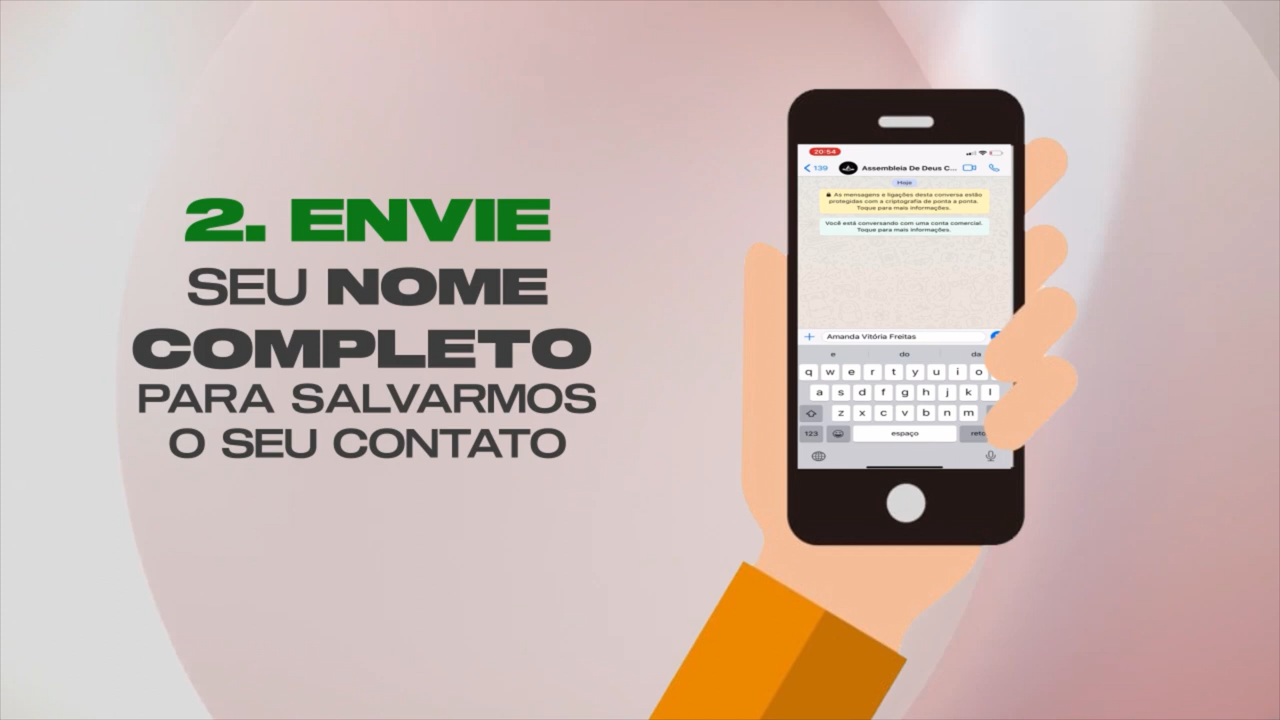 2. ENVIE
SEU NOME
COMPLETO
PARA SALVARMOS
O SEU CONTATO
20:54
139
Assembleia De Deus C...
Hoje
As mensagens e ligações desta conversa estão
protegidas com a criptografia de ponta a ponta.
Toque para mais informações.
Você está conversando com uma conta comercial.
Toque para mais informações.
Amanda Vitória Freitas
e do da
q w e r t y u i o
a s d f g h j k l
z x c v b n m
123 espaço reto